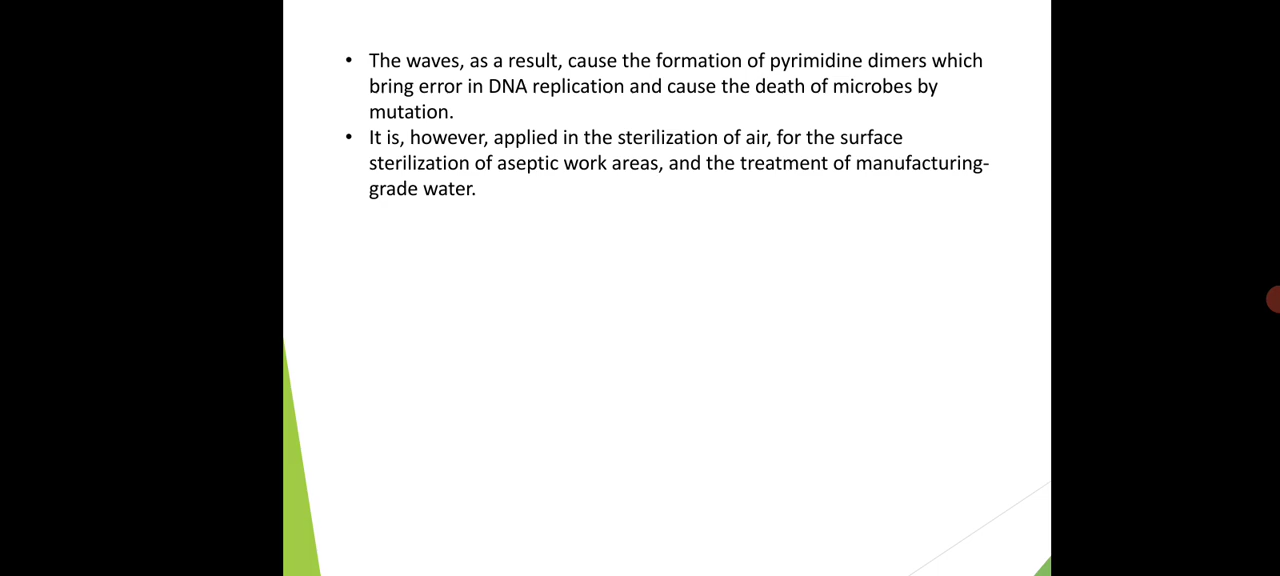 • The waves, as a result, cause the formation of pyrimidine dimers which
bring error in DNA replication and cause the death of microbes by
mutation.
• It is, however, applied in the sterilization of air, for the surface
sterilization of aseptic work areas, and the treatment of manufacturing-
grade water.